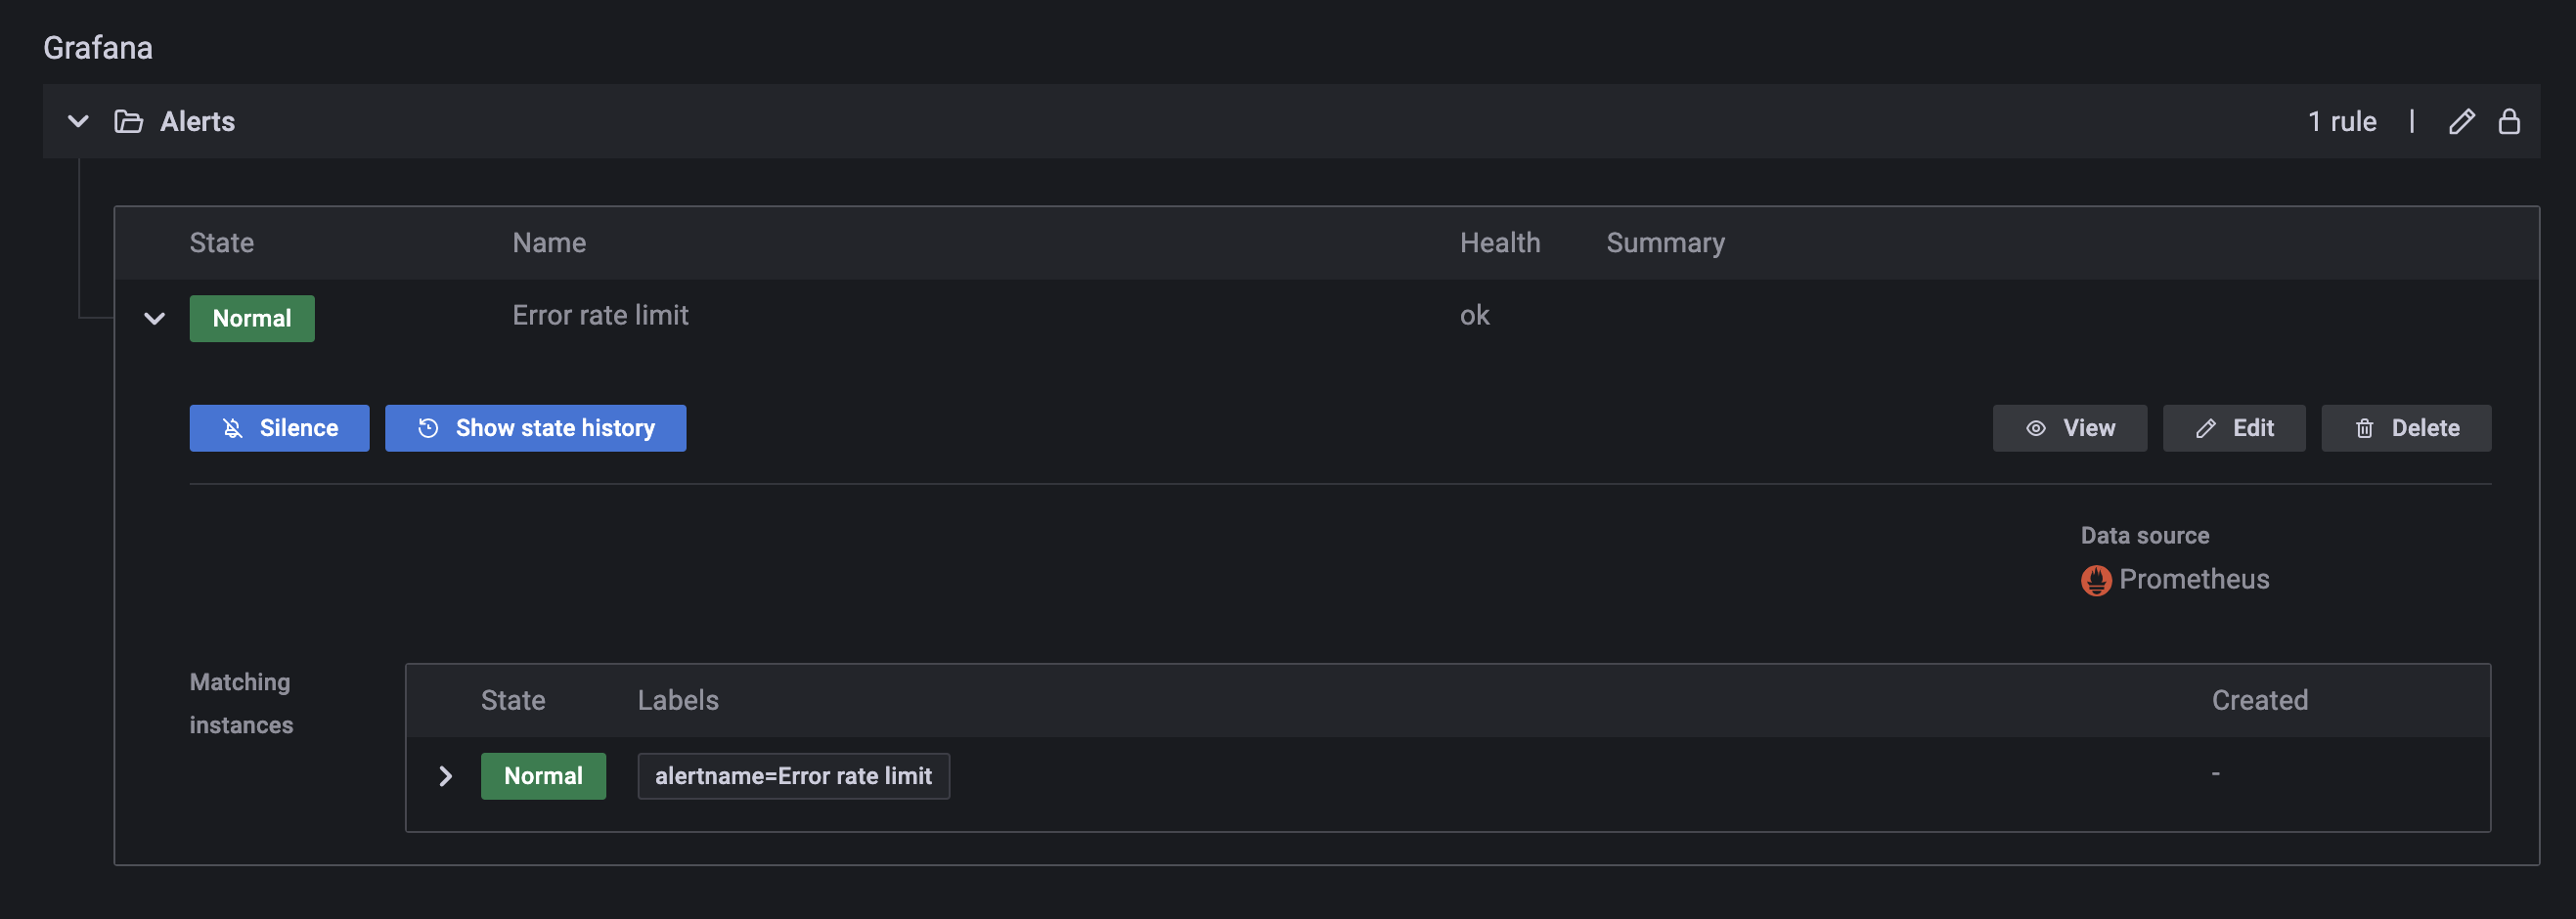 Grafana
Alerts 1 rule |
State Name Health Summary
Normal Error rate limit ok
Silence Show state history View Edit Delete
Data source
Prometheus
Matching
instances
State Labels Created
Normal alertname=Error rate limit -